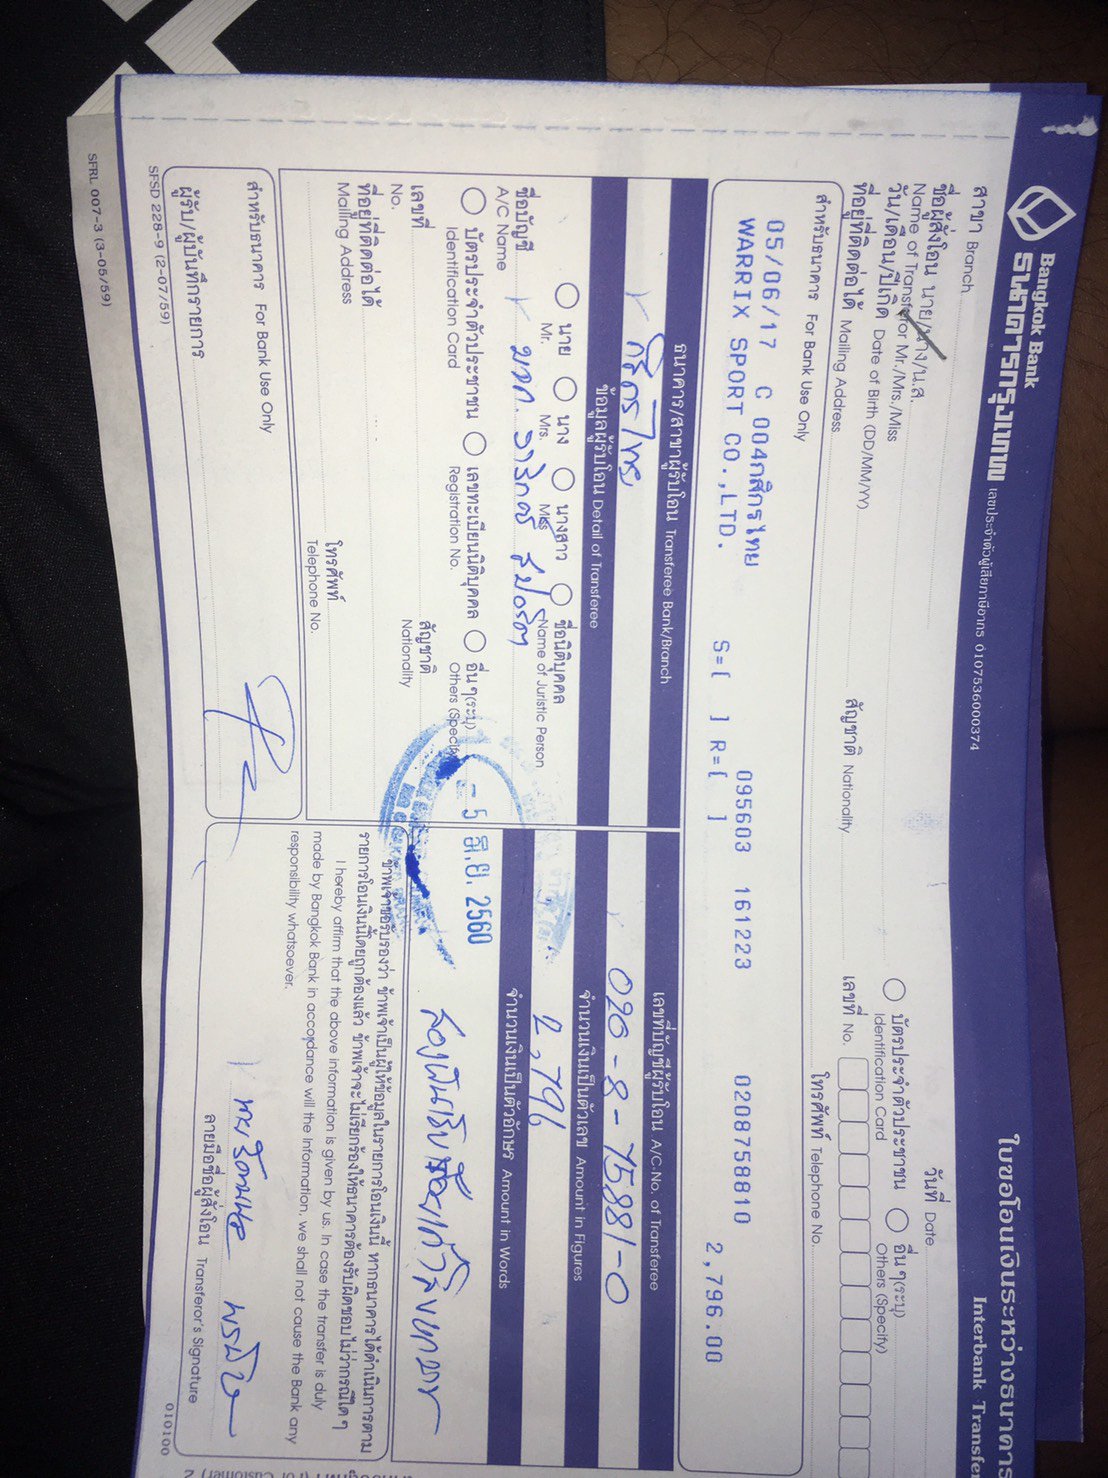 Bangkok Bank
ธนาคารกรุงเทพ
เลขประจำตัวผู้เสียภาษีอากร 0107536000374
ใบขอโอนเงินระหว่างธนาคาร
Interbank Transfer
สาขา Branch
วันที่ Date
ชื่อผู้สั่งโอน นาย/นาง/น.ส.
Name of Transferor Mr./Mrs./Miss
บัตรประจำตัวประชาชน อื่น ๆ(ระบุ)
Identification Card Others (Specify)
วัน/เดือน/ปีเกิด Date of Birth (DD/MM/YY)
สัญชาติ Nationality
เลขที่ No.
ที่อยู่ที่ติดต่อได้ Mailing Address
โทรศัพท์ Telephone No.
สำหรับธนาคาร For Bank Use Only
05/06/17 C 004กสิกรไทย 095603 161223 0208758810 2,796.00
WARRIX SPORT CO.,LTD. S=[ ] R=[ ]
ธนาคาร/สาขาผู้รับโอน Transferee Bank/Branch
เลขที่บัญชีผู้รับโอน A/C-No. of Transferee
กสิกรไทย
020-8-75881-0
ข้อมูลผู้รับโอน Detail of Transferee
จำนวนเงินเป็นตัวเลข Amount in Figures
นาย นาง นางสาว ชื่อนิติบุคคล
Mr. Mrs. Miss Name of Juristic Person
2,796
ชื่อบัญชี
A/C Name
บจก. วาริกซ์ สปอร์ต
จำนวนเงินเป็นตัวอักษร Amount in Words
บัตรประจำตัวประชาชน เลขทะเบียนนิติบุคคล อื่น ๆ(ระบุ)
Identification Card Registration No. Others (Specify)
- 5 มิ.ย. 2560
สองพันเจ็ดร้อยเก้าสิบหกบาท
เลขที่
No.
สัญชาติ
Nationality
ที่อยู่ที่ติดต่อได้
Mailing Address
โทรศัพท์
Telephone No.
ข้าพเจ้าขอรับรองว่า ข้าพเจ้าเป็นผู้ให้ข้อมูลในรายการโอนเงินนี้ หากธนาคารได้ดำเนินการตาม
รายการโอนเงินนี้โดยถูกต้องแล้ว ข้าพเจ้าจะไม่เรียกร้องให้ธนาคารต้องรับผิดชอบไม่ว่ากรณีใด ๆ
I hereby affirm that the above information is given by us. In case the transfer is duly
made by Bangkok Bank in accordance will the information, we shall not cause the Bank any
responsibility whatsoever.
สำหรับธนาคาร For Bank Use Only
ผู้รับ/ผู้บันทึกรายการ
ลายมือชื่อผู้สั่งโอน Transferor's Signature
SFSD 228-9 (2-07/59)
010100
SFRL 007-3 (3-05/59)